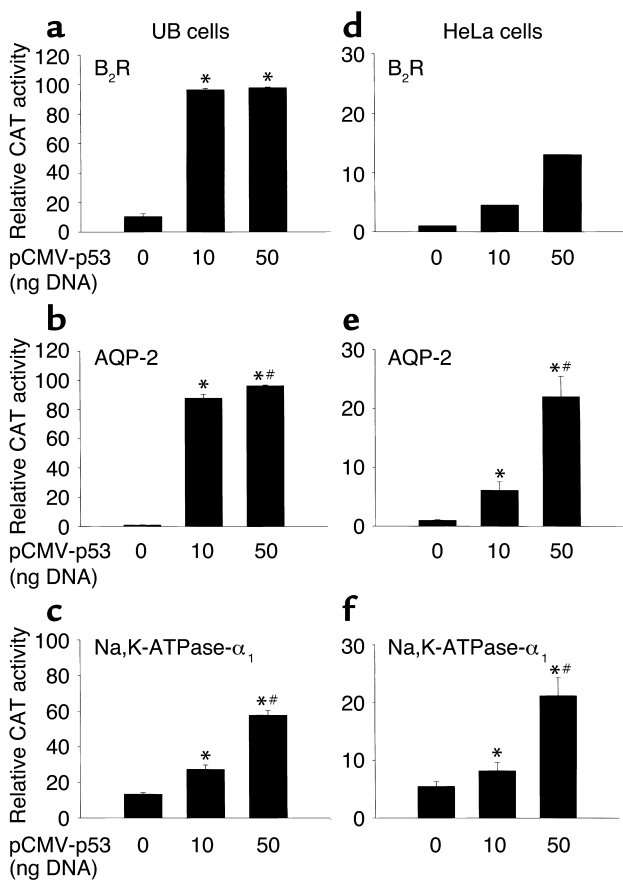 a UB cells
B2R
Relative CAT activity
120
100
80
60
40
20
0
* *
pCMV-p53 0 10 50
(ng DNA)
b
AQP-2
Relative CAT activity
120
100
80
60
40
20
0
* *#
pCMV-p53 0 10 50
(ng DNA)
c
Na,K-ATPase-α1
Relative CAT activity
100
80
60
40
20
0
* *#
pCMV-p53 0 10 50
(ng DNA)
d HeLa cells
B2R
30
20
10
0
0 10 50
e
AQP-2
30
20
10
0
* *#
0 10 50
f
Na,K-ATPase-α1
30
20
10
0
* *#
0 10 50